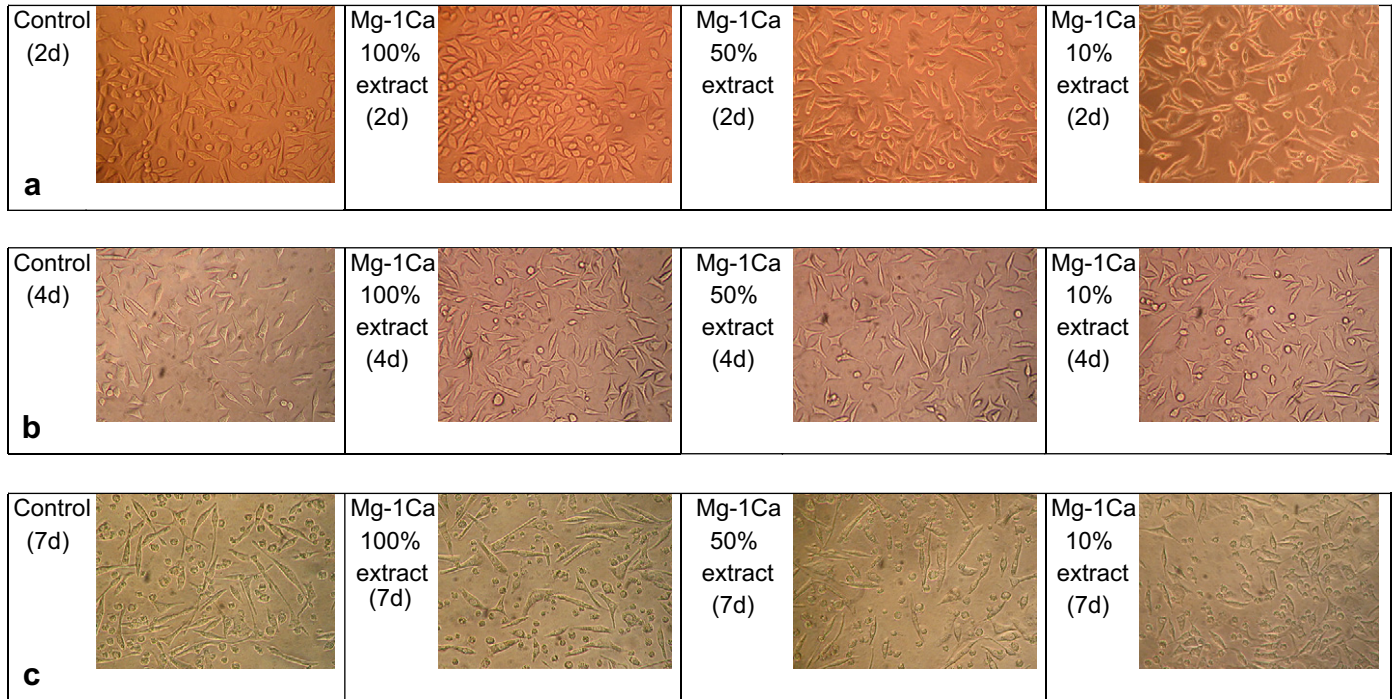 Control
(2d)
a
Mg-1Ca
100%
extract
(2d)
Mg-1Ca
50%
extract
(2d)
Mg-1Ca
10%
extract
(2d)
Control
(4d)
b
Mg-1Ca
100%
extract
(4d)
Mg-1Ca
50%
extract
(4d)
Mg-1Ca
10%
extract
(4d)
Control
(7d)
c
Mg-1Ca
100%
extract
(7d)
Mg-1Ca
50%
extract
(7d)
Mg-1Ca
10%
extract
(7d)